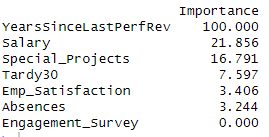 Importance
YearsSinceLastPerfRev 100.000
Salary 21.856
Special_Projects 16.791
Tardy30 7.597
Emp_Satisfaction 3.406
Absences 3.244
Engagement_Survey 0.000